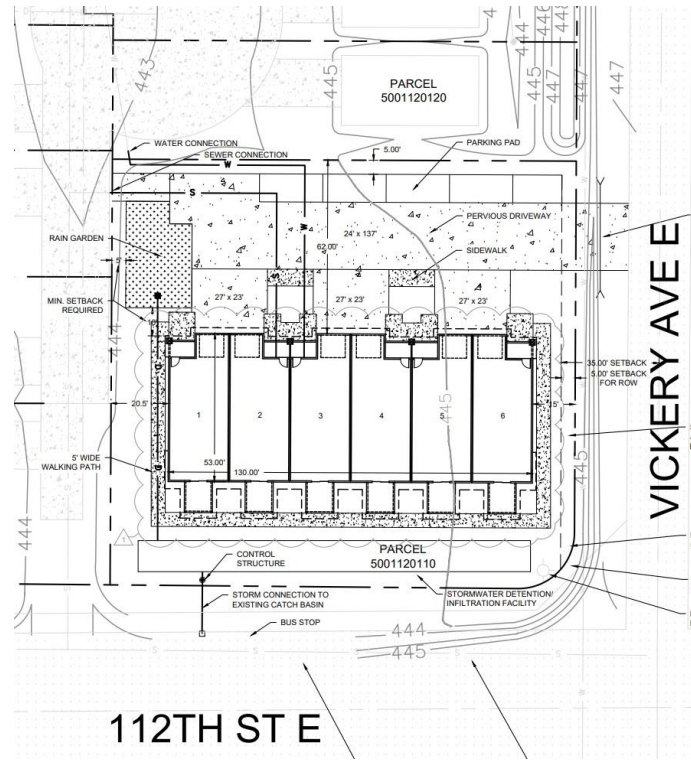 443
445
446
445
447
447
447
PARCEL
5001120120
WATER CONNECTION
SEWER CONNECTION
W
5.00'
PARKING PAD
S
S
W
PERVIOUS DRIVEWAY
24' x 137'
62.00'
RAIN GARDEN
SIDEWALK
5'
S
27' x 23'
27' x 23'
27' x 23'
MIN. SETBACK
REQUIRED
444
D
35.00' SETBACK
5.00' SETBACK
FOR ROW
20.5'
1
2
3
4
5
6
445
5'
VICKERY AVE E
5' WIDE
WALKING PATH
D
53.00'
130.00'
445
444
1
CONTROL
STRUCTURE
PARCEL
5001120110
STORM CONNECTION TO
EXISTING CATCH BASIN
STORMWATER DETENTION/
INFILTRATION FACILITY
BUS STOP
444
445
112TH ST E